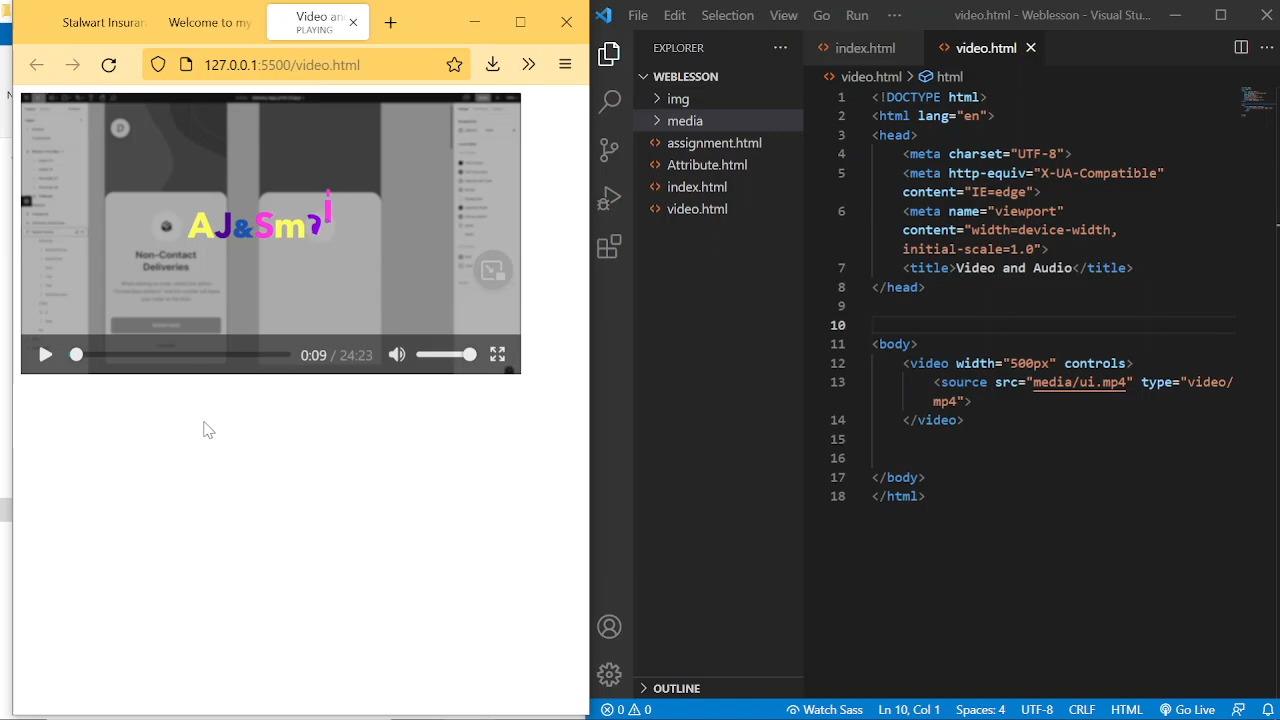 Stalwart Insuran
Welcome to my
Video and
PLAYING
127.0.0.1:5500/video.html
AJ&Smar
Non-Contact
Deliveries
0:09 / 24:23
File Edit Selection View Go Run ···
video.html - Weblesson - Visual Stu...
EXPLORER
WEBLESSON
img
media
assignment.html
Attribute.html
index.html
video.html
OUTLINE
index.html
video.html
video.html > html
1 <!DOCTYPE html>
2 <html lang="en">
3 <head>
4 <meta charset="UTF-8">
5 <meta http-equiv="X-UA-Compatible"
content="IE=edge">
6 <meta name="viewport"
content="width=device-width,
initial-scale=1.0">
7 <title>Video and Audio</title>
8 </head>
9
10
11 <body>
12 <video width="500px" controls>
13 <source src="media/ui.mp4" type="video/
mp4">
14 </video>
15
16
17 </body>
18 </html>
0 0
Watch Sass
Ln 10, Col 1
Spaces: 4
UTF-8
CRLF
HTML
Go Live